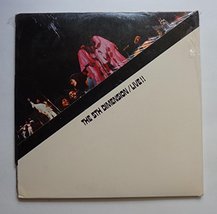 THE 5TH DIMENSION / LIVE!!